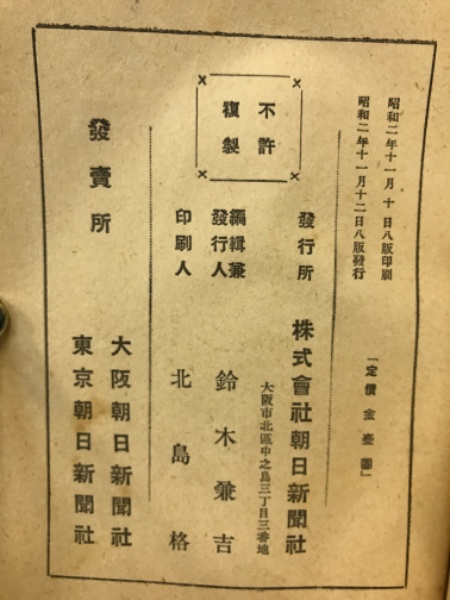 昭和二年十一月十日八版印刷
昭和二年十一月十二日八版發行
「定價金壹圓」
不許
複製
發行所
株式會社朝日新聞社
大阪市北區中之島三丁目三番地
編輯兼
發行人
鈴木兼吉
印刷人
北島格
發賣所
大阪朝日新聞社
東京朝日新聞社